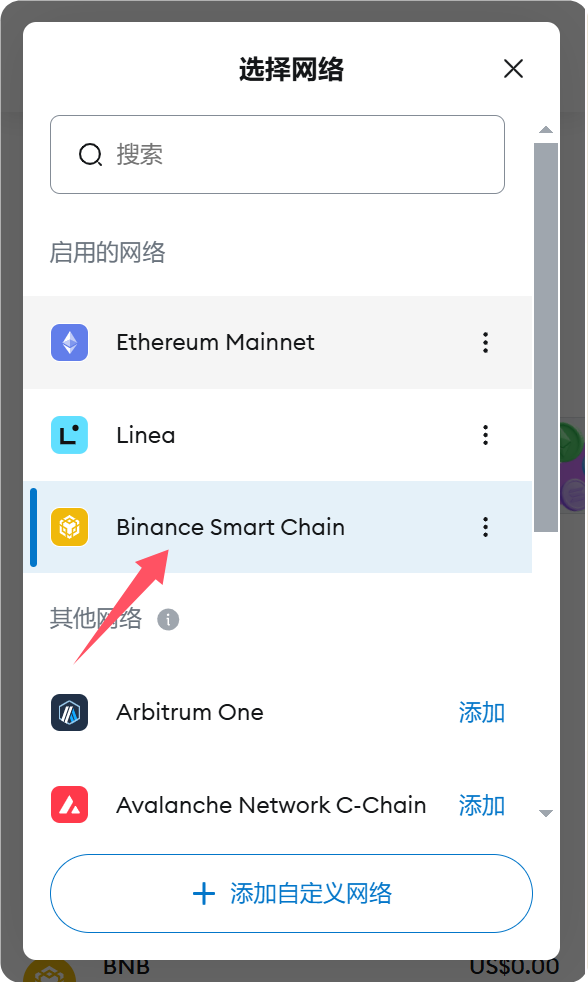 选择网络
搜索
启用的网络
Ethereum Mainnet
Linea
Binance Smart Chain
其他网络
Arbitrum One 添加
Avalanche Network C-Chain 添加
添加自定义网络
BNB US$0.00